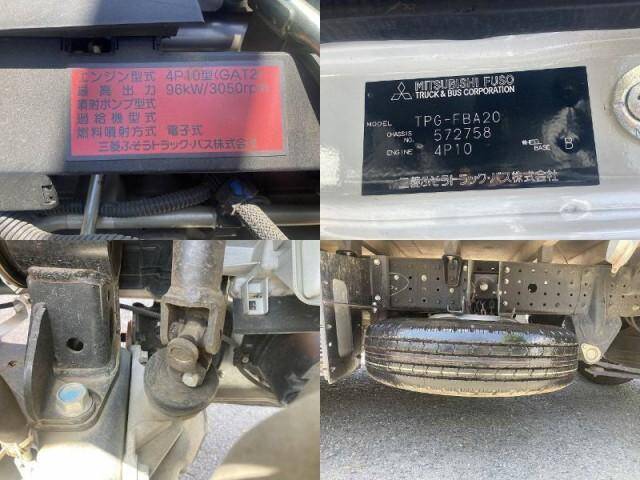 エンジン型式 4P10型(GAT2
最高出力 96kW/3050rpm
噴射ポンプ型式
過給機型式
燃料噴射方式 電子式
三菱ふそうトラック・バス株式会社
MITSUBISHI FUSO
TRUCK & BUS CORPORATION
MODEL TPG-FBA20
CHASSIS NO. 572758
ENGINE 4P10 WHEEL BASE B
三菱ふそうトラック・バス株式会社